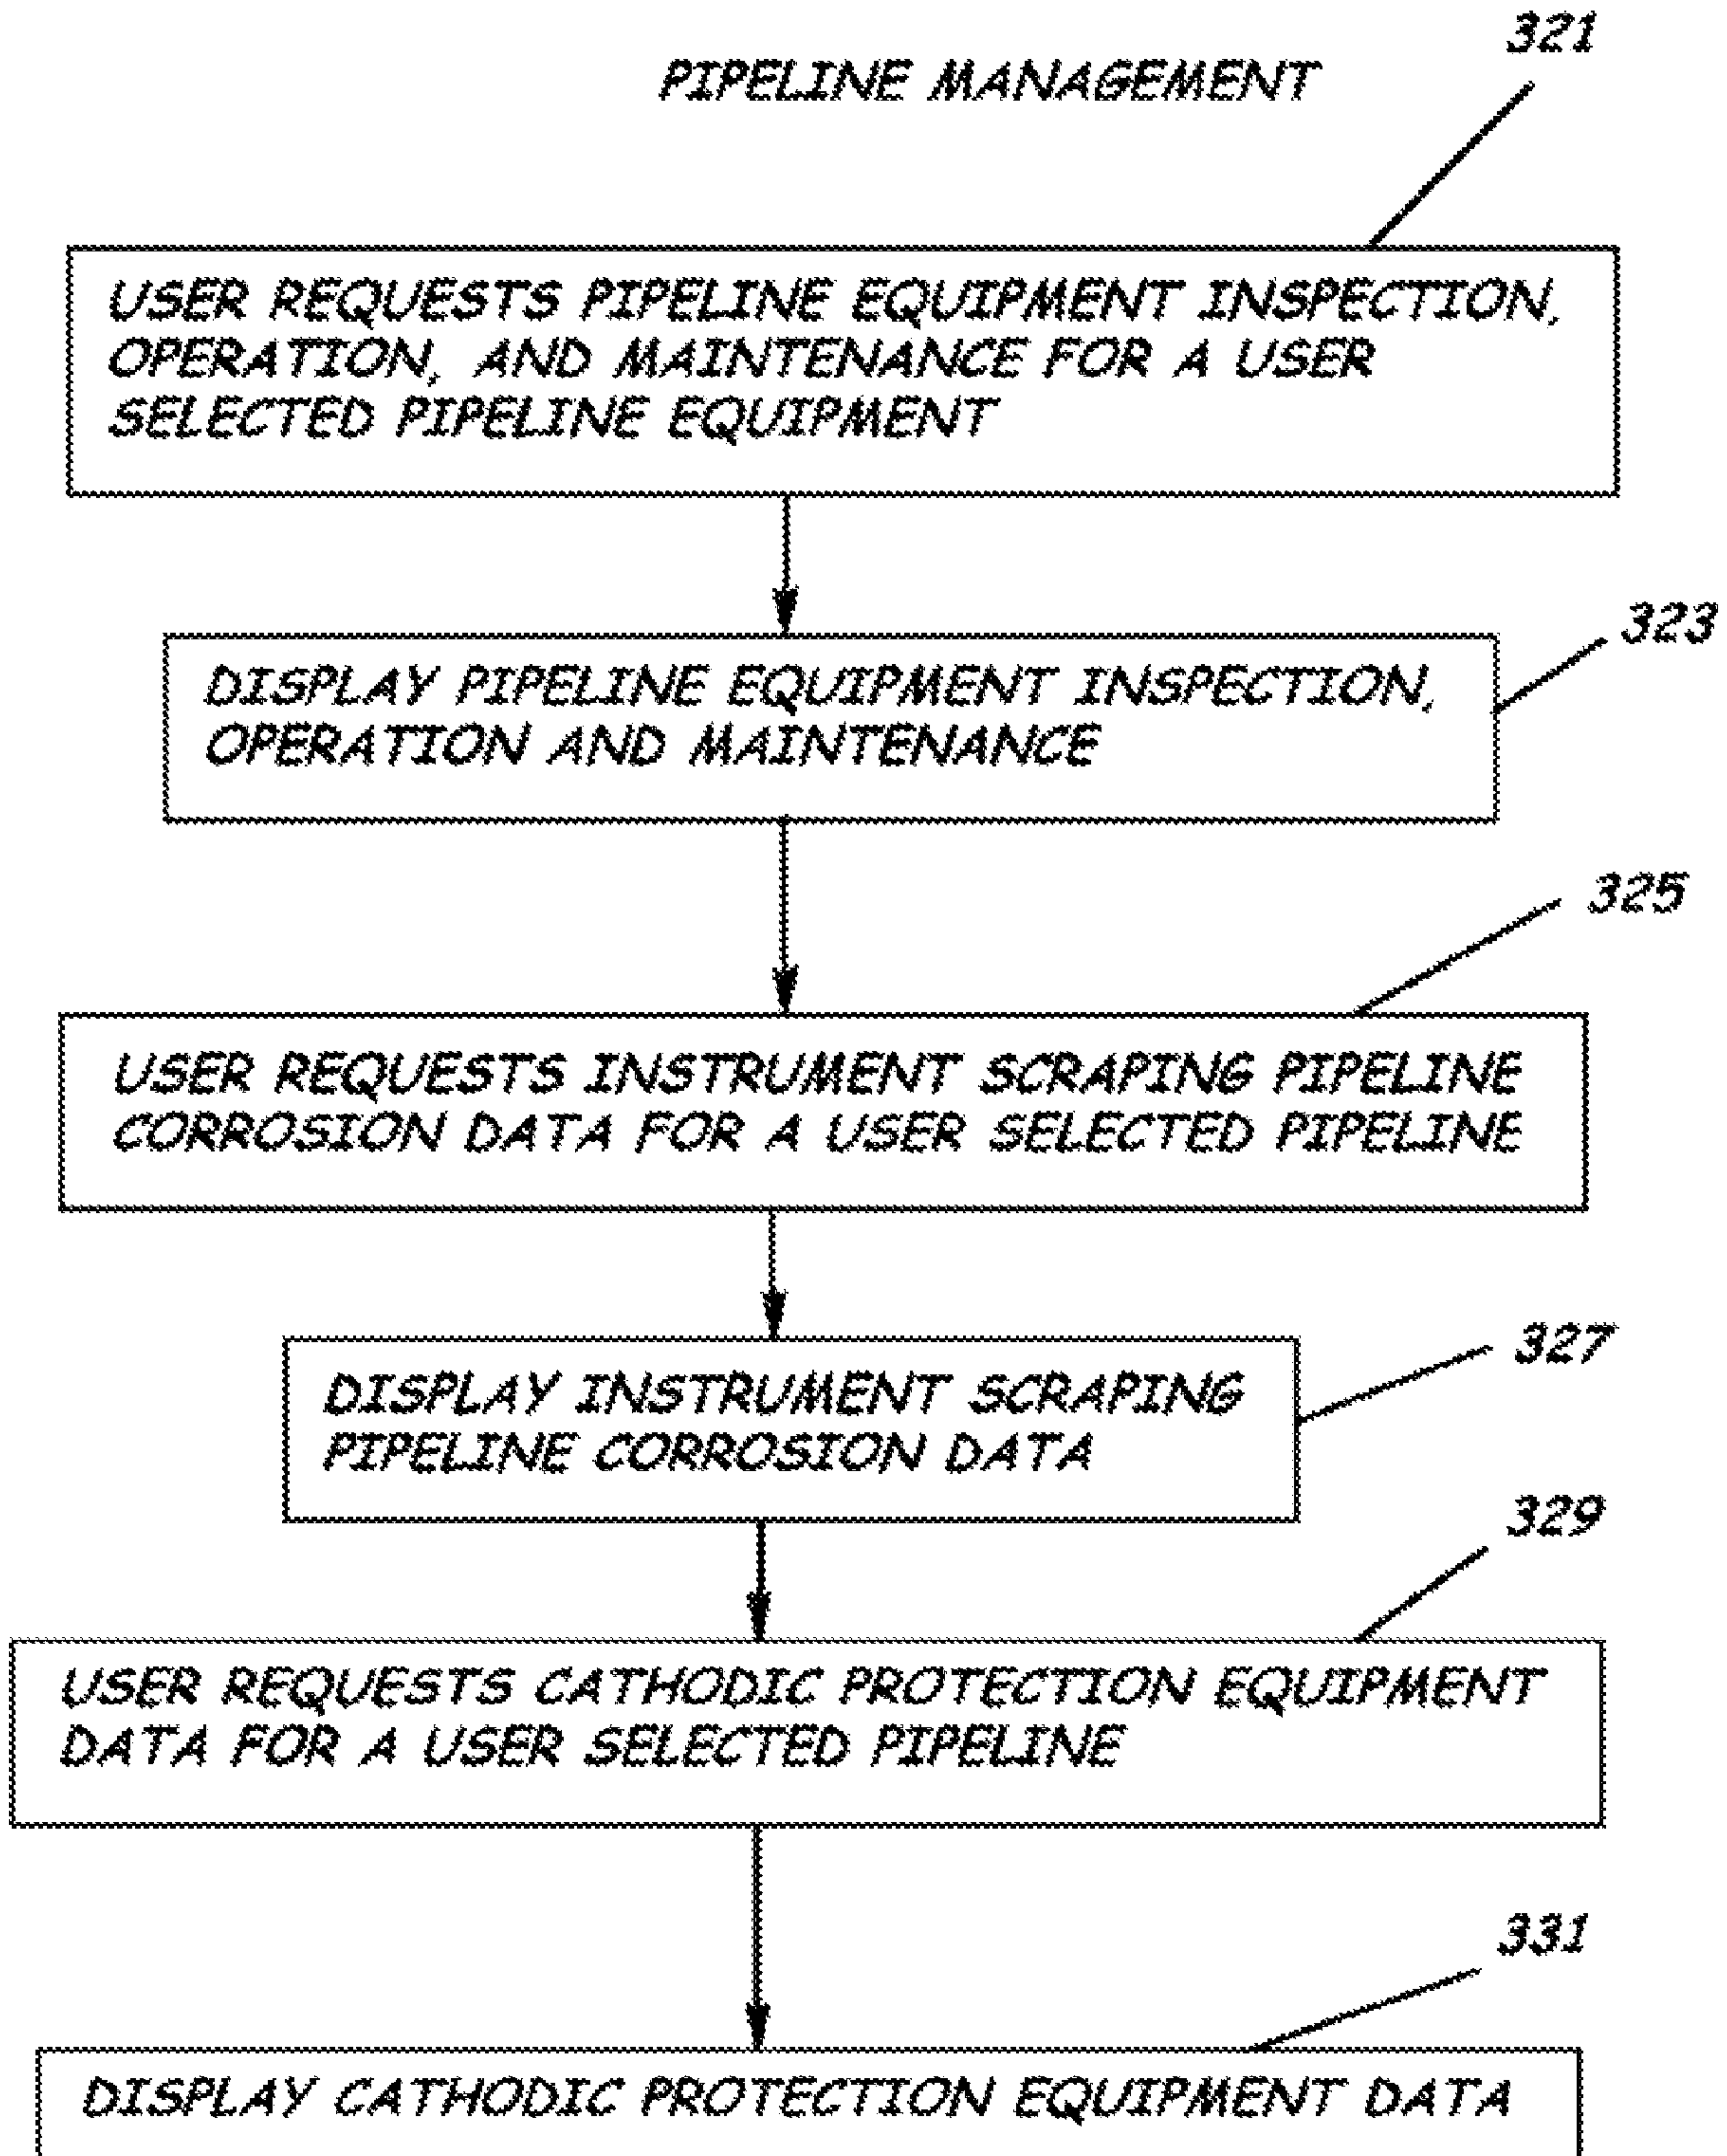 321
PIPELINE MANAGEMENT
USER REQUESTS PIPELINE EQUIPMENT INSPECTION,
OPERATION, AND MAINTENANCE FOR A USER
SELECTED PIPELINE EQUIPMENT
323
DISPLAY PIPELINE EQUIPMENT INSPECTION,
OPERATION AND MAINTENANCE
325
USER REQUESTS INSTRUMENT SCRAPING PIPELINE
CORROSION DATA FOR A USER SELECTED PIPELINE
327
DISPLAY INSTRUMENT SCRAPING
PIPELINE CORROSION DATA
329
USER REQUESTS CATHODIC PROTECTION EQUIPMENT
DATA FOR A USER SELECTED PIPELINE
331
DISPLAY CATHODIC PROTECTION EQUIPMENT DATA